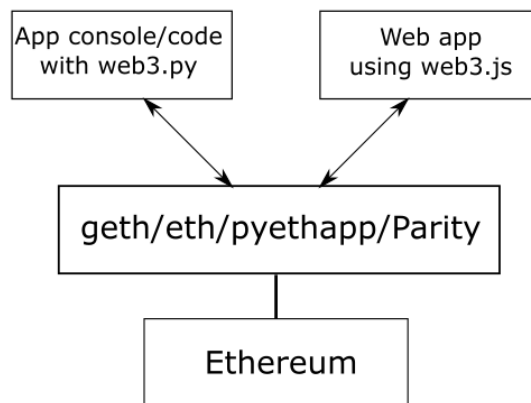 App console/code
with web3.py
Web app
using web3.js
geth/eth/pyethapp/Parity
Ethereum